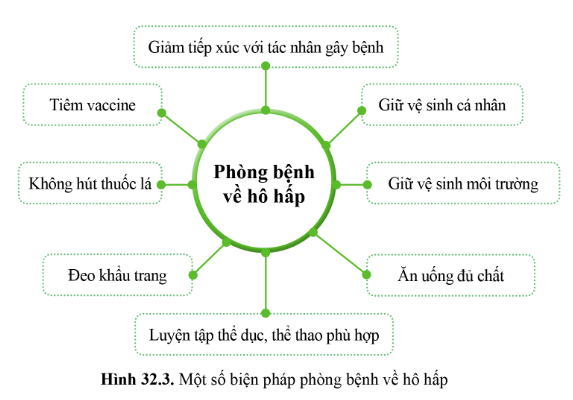 Giảm tiếp xúc với tác nhân gây bệnh
Tiêm vaccine
Giữ vệ sinh cá nhân
Phòng bệnh
về hô hấp
Không hút thuốc lá
Giữ vệ sinh môi trường
Đeo khẩu trang
Ăn uống đủ chất
Luyện tập thể dục, thể thao phù hợp
Hình 32.3. Một số biện pháp phòng bệnh về hô hấp